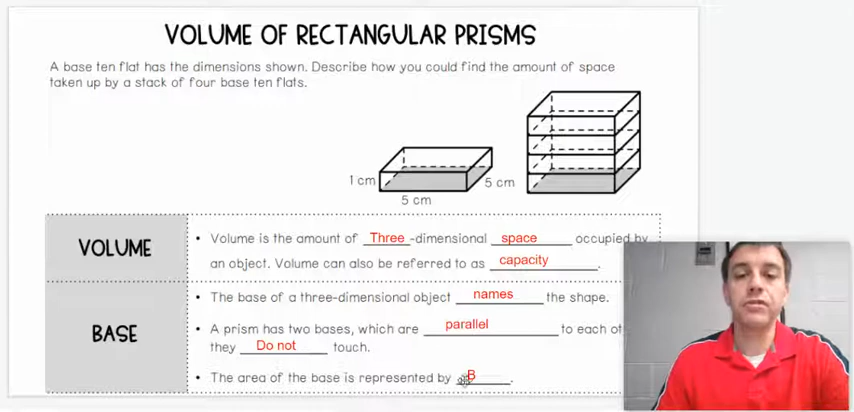 VOLUME OF RECTANGULAR PRISMS
A base ten flat has the dimensions shown. Describe how you could find the amount of space
taken up by a stack of four base ten flats.
1 cm
5 cm
5 cm
VOLUME
• Volume is the amount of Three-dimensional space occupied by
an object. Volume can also be referred to as capacity.
BASE
• The base of a three-dimensional object names the shape.
• A prism has two bases, which are parallel to each
they Do not touch.
• The area of the base is represented by B.